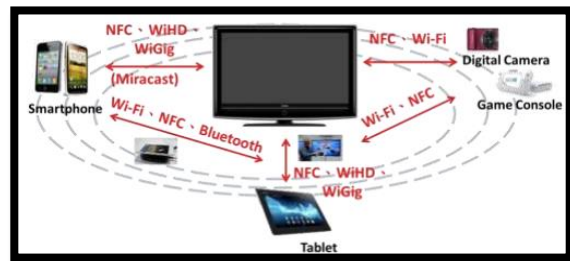 NFC、WiHD、
WiGig
(Miracast)
NFC、Wi-Fi
Digital Camera
Smartphone
Game Console
Wi-Fi、NFC、Bluetooth
Wi-Fi、NFC
NFC、WiHD、
WiGig
Tablet